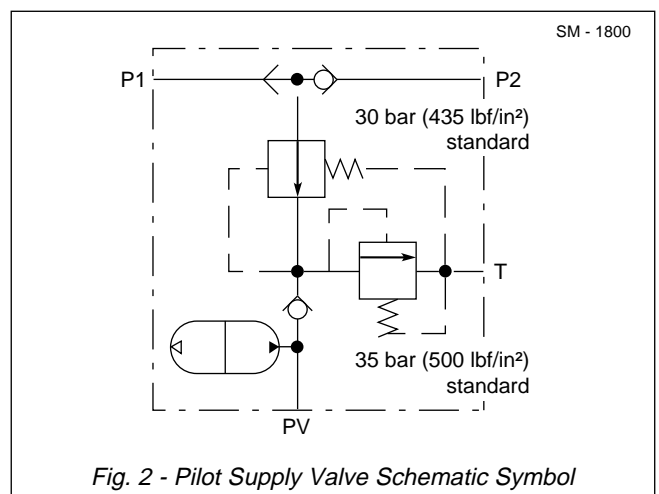 SM - 1800
P1
P2
30 bar (435 lbf/in²)
standard
T
35 bar (500 lbf/in²)
standard
PV
Fig. 2 - Pilot Supply Valve Schematic Symbol